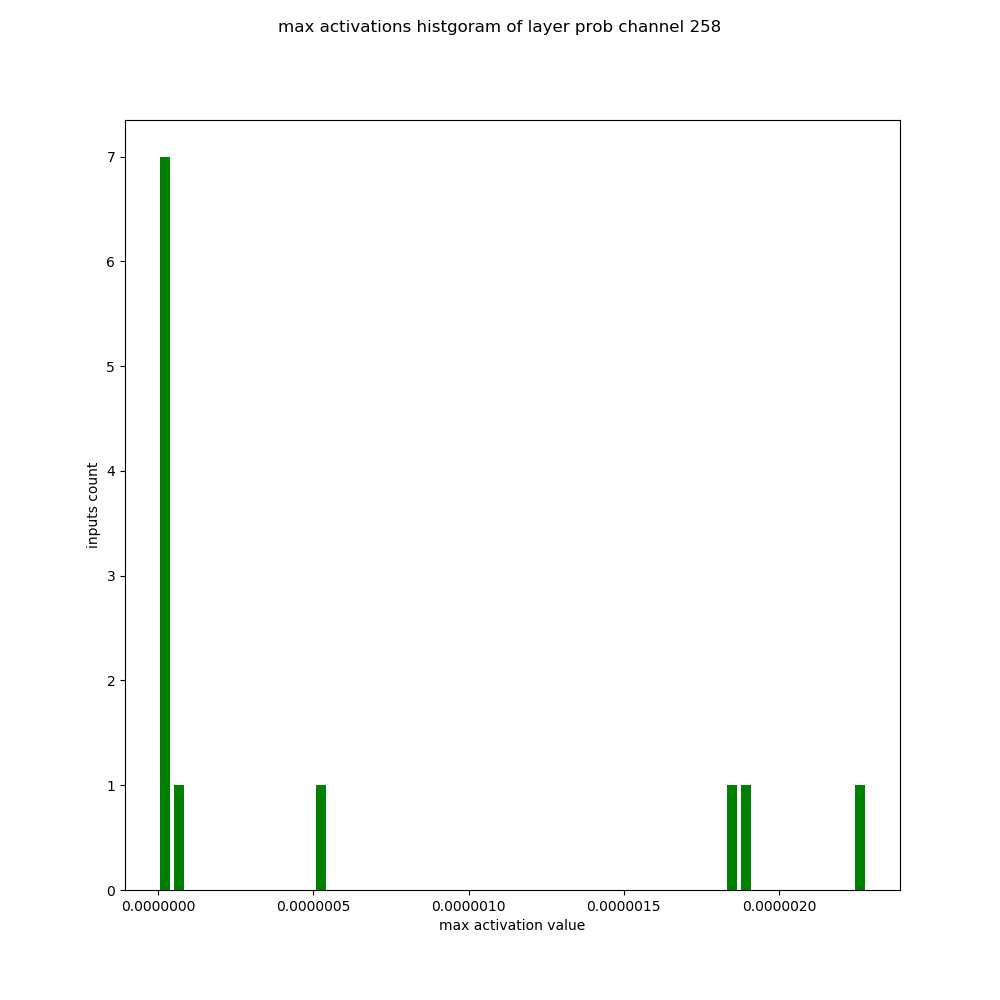 max activations histgoram of layer prob channel 258
7
6
5
4
3
2
1
0
inputs count
0.0000000 0.0000005 0.0000010 0.0000015 0.0000020
max activation value